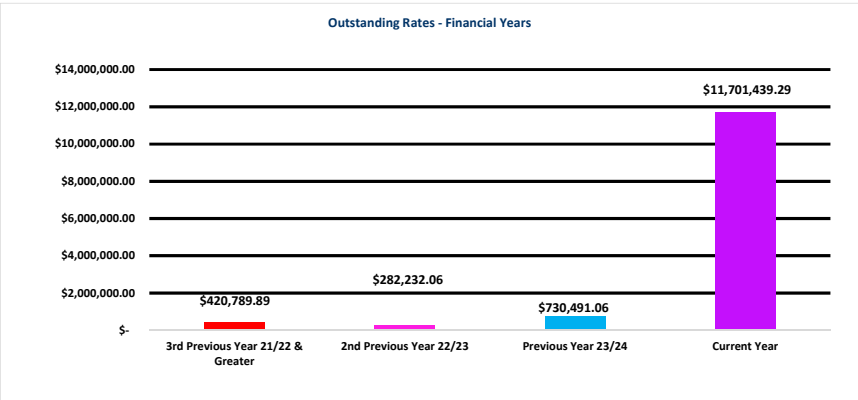 Outstanding Rates - Financial Years
$14,000,000.00
$12,000,000.00
$10,000,000.00
$8,000,000.00
$6,000,000.00
$4,000,000.00
$2,000,000.00
$-
$420,789.89
$282,232.06
$730,491.06
$11,701,439.29
3rd Previous Year 21/22 &
Greater
2nd Previous Year 22/23
Previous Year 23/24
Current Year